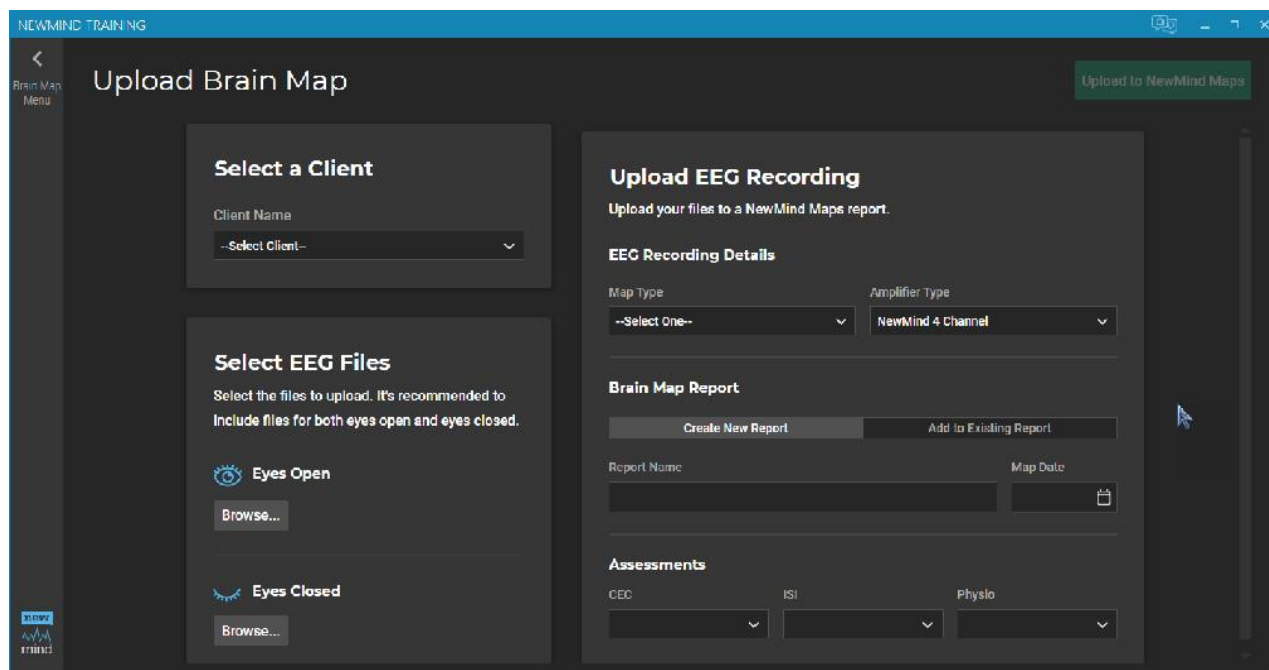 NEWMIND TRAINING
Brain Map
Menu
Upload Brain Map
Upload to NewMind Maps
Select a Client
Client Name
--Select Client--
Select EEG Files
Select the files to upload. It's recommended to
include files for both eyes open and eyes closed.
Eyes Open
Browse...
Eyes Closed
Browse...
Upload EEG Recording
Upload your files to a NewMind Maps report.
EEG Recording Details
Map Type
Amplifier Type
--Select One--
NewMind 4 Channel
Brain Map Report
Create New Report
Add to Existing Report
Report Name
Map Date
Assessments
CEC
ISI
Physio
new
mind